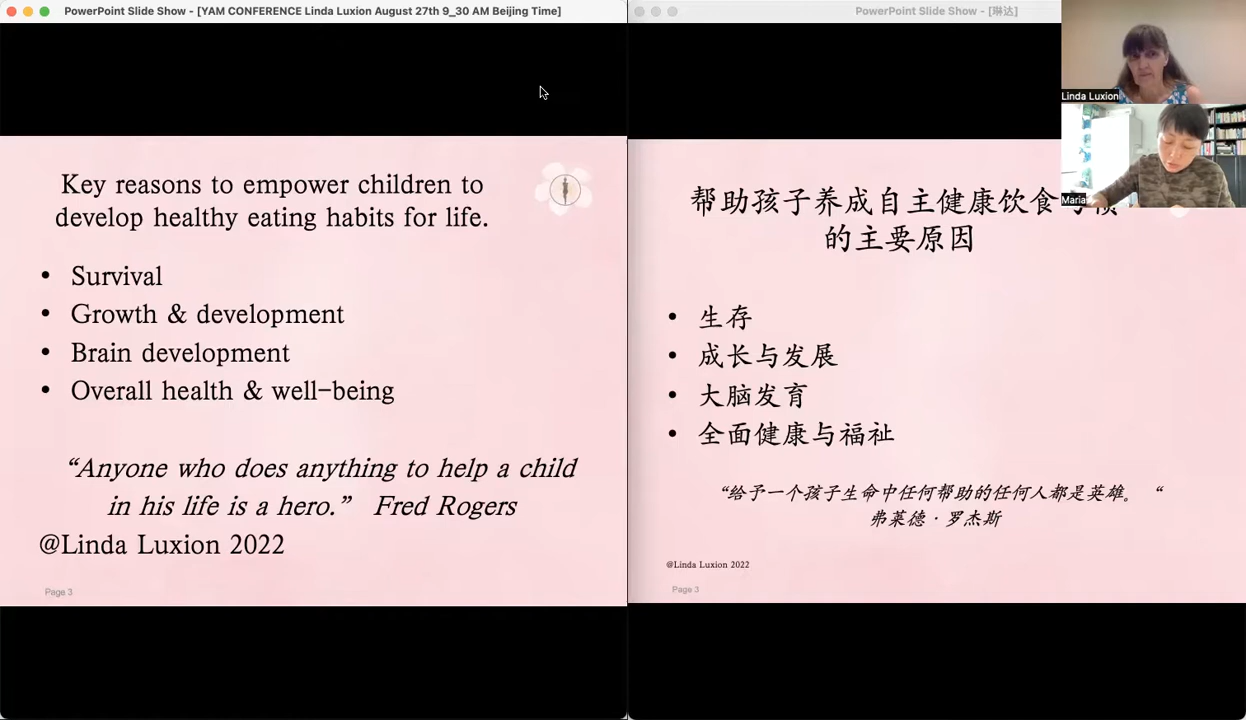 PowerPoint Slide Show - [YAM CONFERENCE Linda Luxion August 27th 9_30 AM Beijing Time]
Key reasons to empower children to
develop healthy eating habits for life.
• Survival
• Growth & development
• Brain development
• Overall health & well-being
“Anyone who does anything to help a child
in his life is a hero.” Fred Rogers
@Linda Luxion 2022
Page 3
PowerPoint Slide Show - [琳达]
Linda Luxion
Maria
帮助孩子养成自主健康饮食
的主要原因
• 生存
• 成长与发展
• 大脑发育
• 全面健康与福祉
“给予一个孩子生命中任何帮助的任何人都是英雄。“
弗莱德·罗杰斯
@Linda Luxion 2022
Page 3